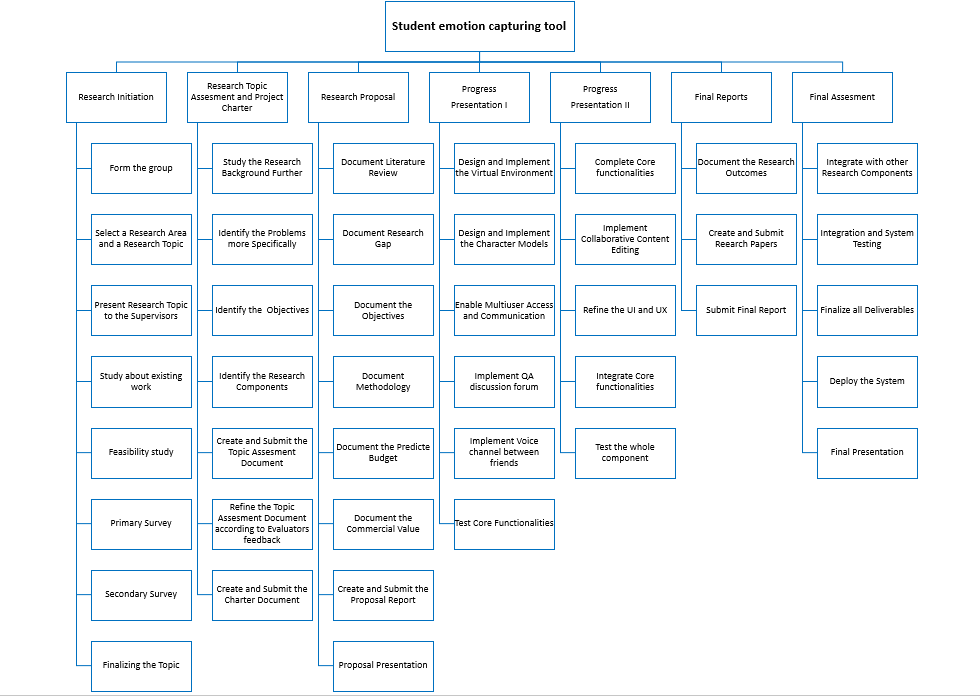 Student emotion capturing tool
Research Initiation
Research Topic
Assesment and Project
Charter
Research Proposal
Progress
Presentation I
Progress
Presentation II
Final Reports
Final Assesment
Form the group
Select a Research Area
and a Research Topic
Present Research Topic
to the Supervisors
Study about existing
work
Feasibility study
Primary Survey
Secondary Survey
Finalizing the Topic
Study the Research
Background Further
Identify the Problems
more Specifically
Identify the  Objectives
Identify the Research
Components
Create and Submit the
Topic Assesment
Document
Refine the Topic
Assesment Document
according to Evaluators
feedback
Create and Submit the
Charter Document
Document Literature
Review
Document Research
Gap
Document the
Objectives
Document
Methodology
Document the Predicte
Budget
Document the
Commercial Value
Create and Submit the
Proposal Report
Proposal Presentation
Design and Implement
the Virtual Environment
Design and Implement
the Character Models
Enable Multiuser Access
and Communication
Implement QA
discussion forum
Implement Voice
channel between
friends
Test Core Functionalities
Complete Core
functionalities
Implement
Collaborative Content
Editing
Refine the UI and UX
Integrate Core
functionalities
Test the whole
component
Document the Research
Outcomes
Create and Submit
Reearch Papers
Submit Final Report
Integrate with other
Research Components
Integration and System
Testing
Finalize all Deliverables
Deploy the System
Final Presentation